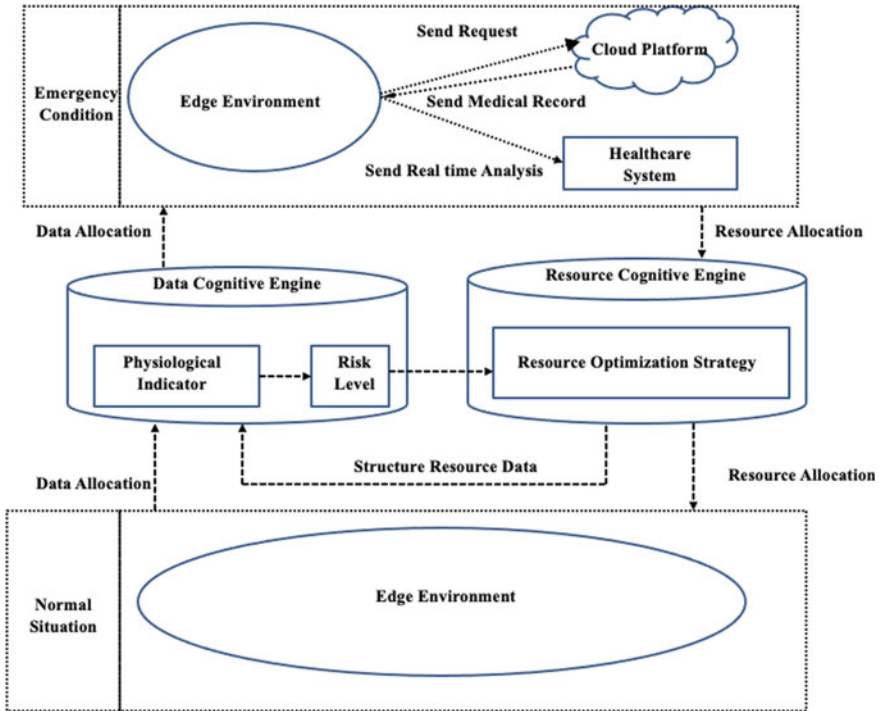 Send Request
Cloud Platform
Emergency
Condition
Edge Environment
Send Medical Record
Send Real time Analysis
Healthcare
System
Data Allocation
Resource Allocation
Data Cognitive Engine
Resource Cognitive Engine
Physiological
Indicator
Risk
Level
Resource Optimization Strategy
Structure Resource Data
Data Allocation
Resource Allocation
Normal
Situation
Edge Environment